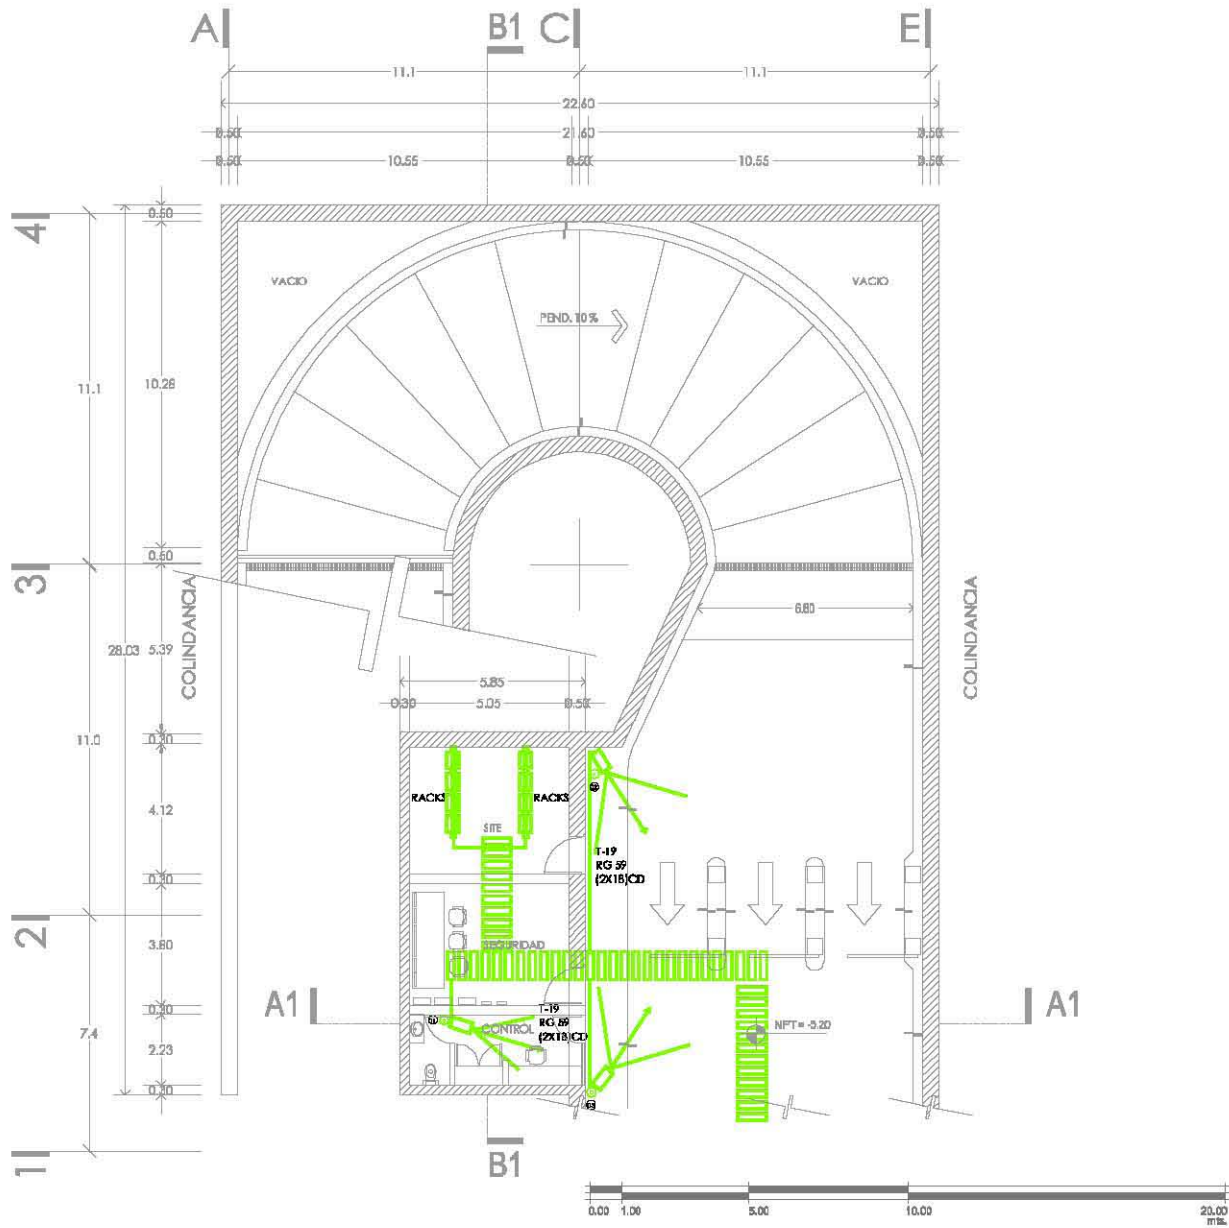 A
B1
C
E
11.1
11.1
22.60
0.50
21.60
0.50
0.50
10.55
0.50
10.55
0.50
4
0.50
VACIO
VACIO
PEND. 10%
11.1
10.28
3
0.60
COLINDANCIA
6.80
COLINDANCIA
28.03
5.39
5.85
0.30
5.05
0.50
11.0
0.30
RACKS
RACKS
4.12
SITE
T-19
RG 59
(2X18)CD
0.30
2
3.80
SEGURIDAD
A1
0.30
T-19
RG 59
(2X18)CD
A1
CONTROL
NPT= -5.20
7.4
2.23
0.30
1
B1
0.00
1.00
5.00
10.00
20.00
mts.